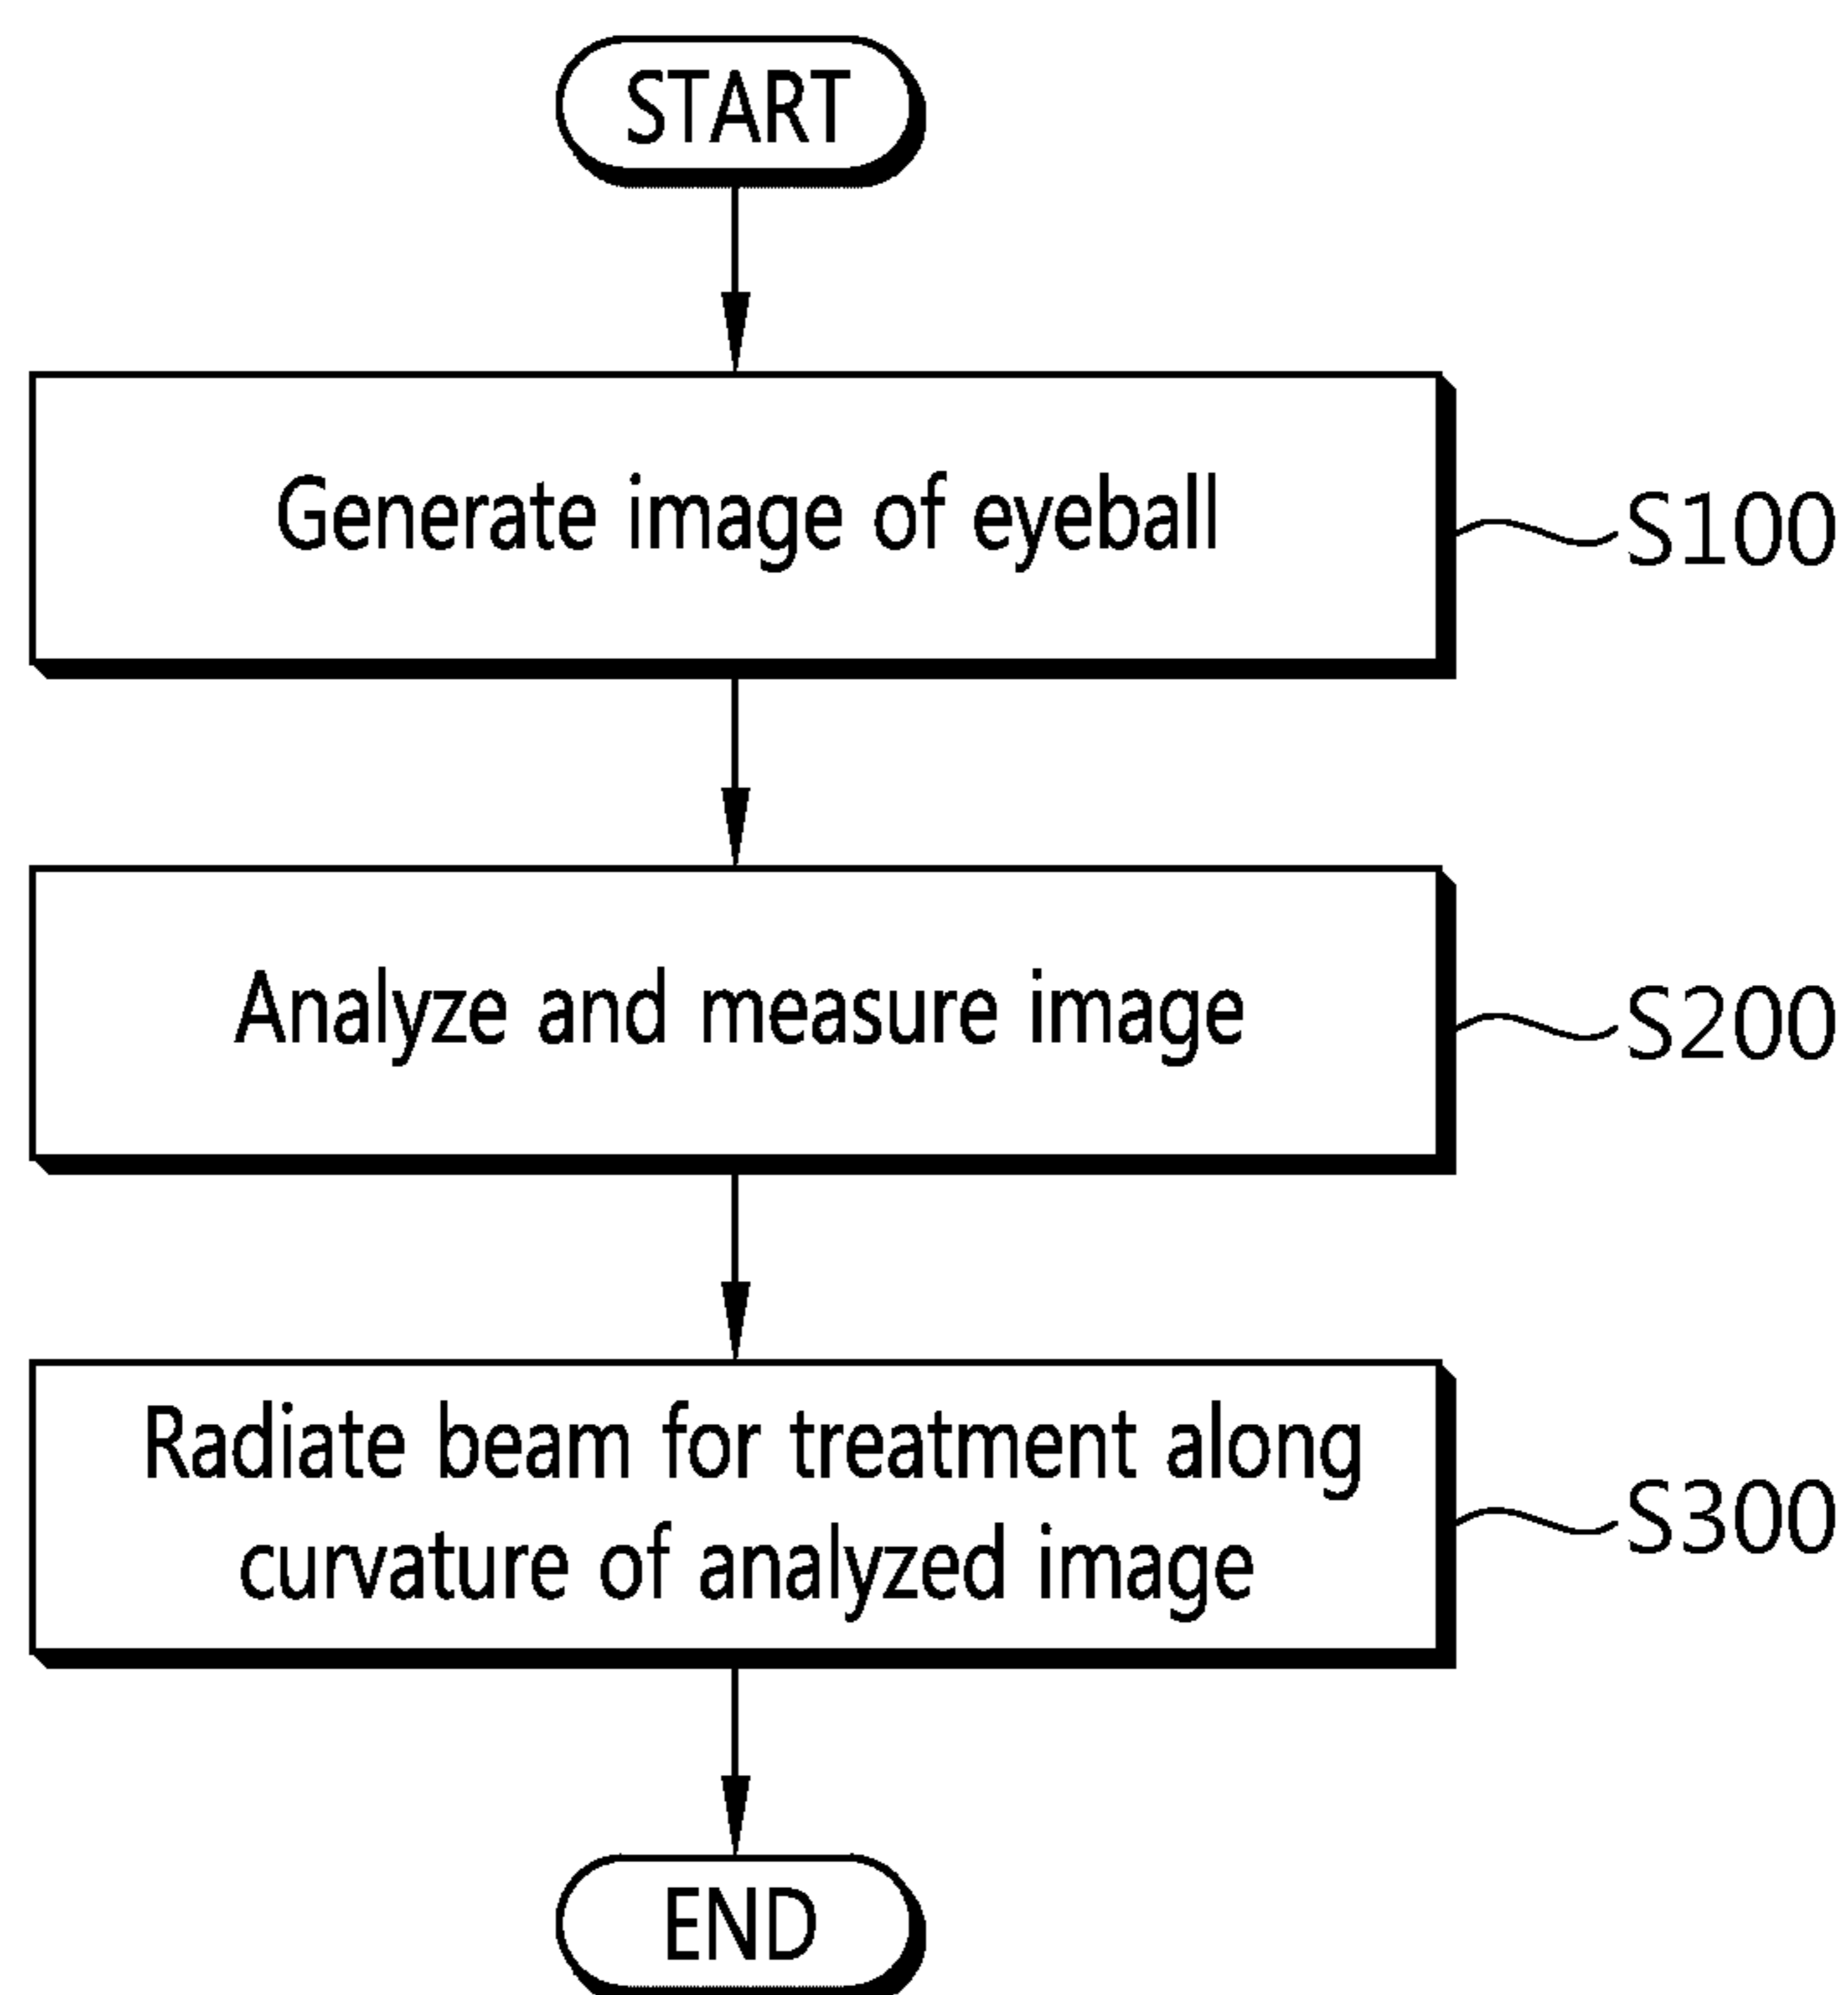 START
Generate image of eyeball
S100
Analyze and measure image
S200
Radiate beam for treatment along
curvature of analyzed image
S300
END